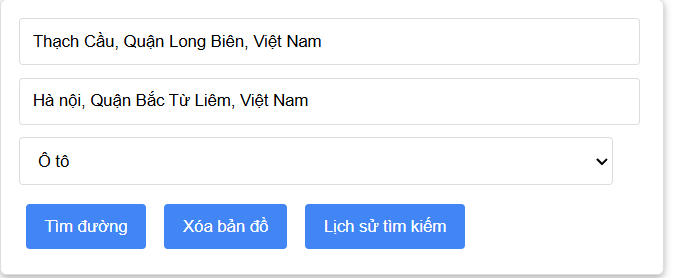 Thạch Cầu, Quận Long Biên, Việt Nam
Hà nội, Quận Bắc Từ Liêm, Việt Nam
Ô tô
Tìm đường Xóa bản đồ Lịch sử tìm kiếm